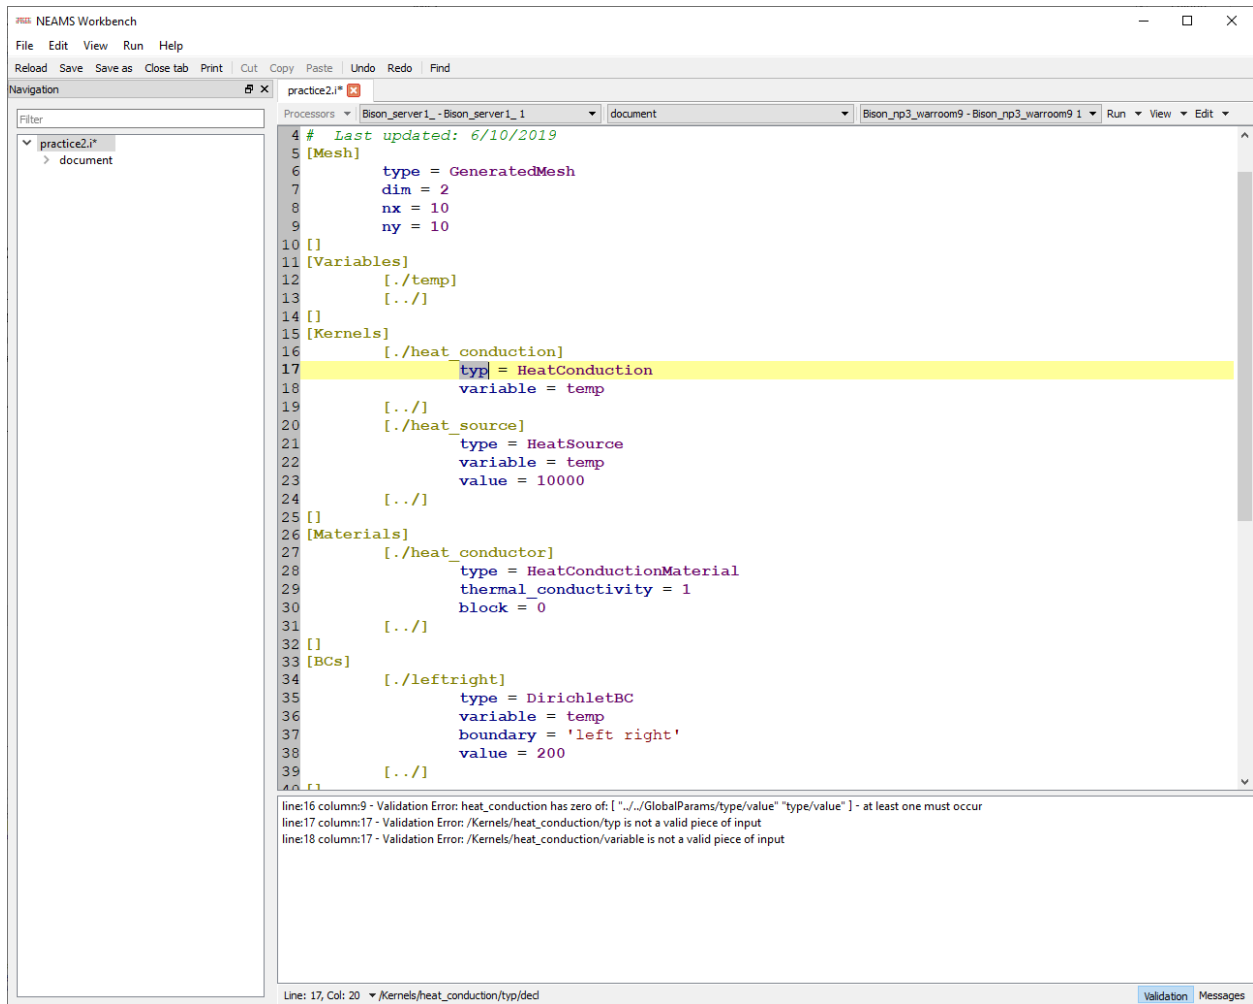 NEAMS Workbench
File Edit View Run Help
Reload Save Save as Close tab Print Cut Copy Paste Undo Redo Find
Navigation
practice2.i*
Filter
Processors Bison_server1_ - Bison_server1_ 1 document Bison_np3_warroom9 - Bison_np3_warroom9 1 Run View Edit
practice2.i*
document
4 # Last updated: 6/10/2019
5 [Mesh]
6 type = GeneratedMesh
7 dim = 2
8 nx = 10
9 ny = 10
10 []
11 [Variables]
12 [./temp]
13 [../]
14 []
15 [Kernels]
16 [./heat_conduction]
17 typ = HeatConduction
18 variable = temp
19 [../]
20 [./heat_source]
21 type = HeatSource
22 variable = temp
23 value = 10000
24 [../]
25 []
26 [Materials]
27 [./heat_conductor]
28 type = HeatConductionMaterial
29 thermal_conductivity = 1
30 block = 0
31 [../]
32 []
33 [BCs]
34 [./leftright]
35 type = DirichletBC
36 variable = temp
37 boundary = 'left right'
38 value = 200
39 [../]
40 []
line:16 column:9 - Validation Error: heat_conduction has zero of: [ "../../GlobalParams/type/value" "type/value" ] - at least one must occur
line:17 column:17 - Validation Error: /Kernels/heat_conduction/typ is not a valid piece of input
line:18 column:17 - Validation Error: /Kernels/heat_conduction/variable is not a valid piece of input
Line: 17, Col: 20 /Kernels/heat_conduction/typ/decl
Validation Messages